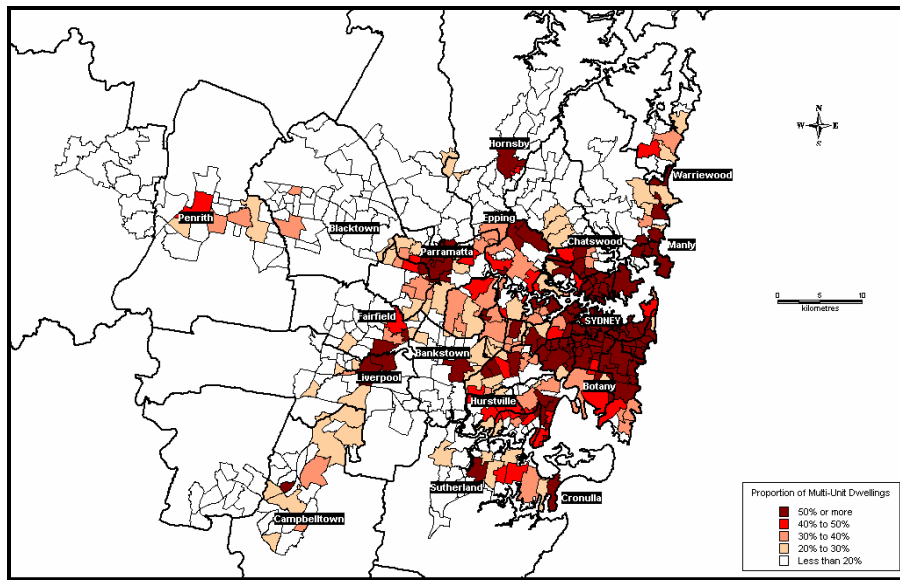 N
W E
S
Hornsby
Warriewood
Penrith
Epping
Blacktown
Chatswood
Manly
Parramatta
0 5 10
kilometres
Fairfield
SYDNEY
Bankstown
Liverpool
Botany
Hurstville
Sutherland
Cronulla
Campbelltown
Proportion of Multi-Unit Dwellings
50% or more
40% to 50%
30% to 40%
20% to 30%
Less than 20%